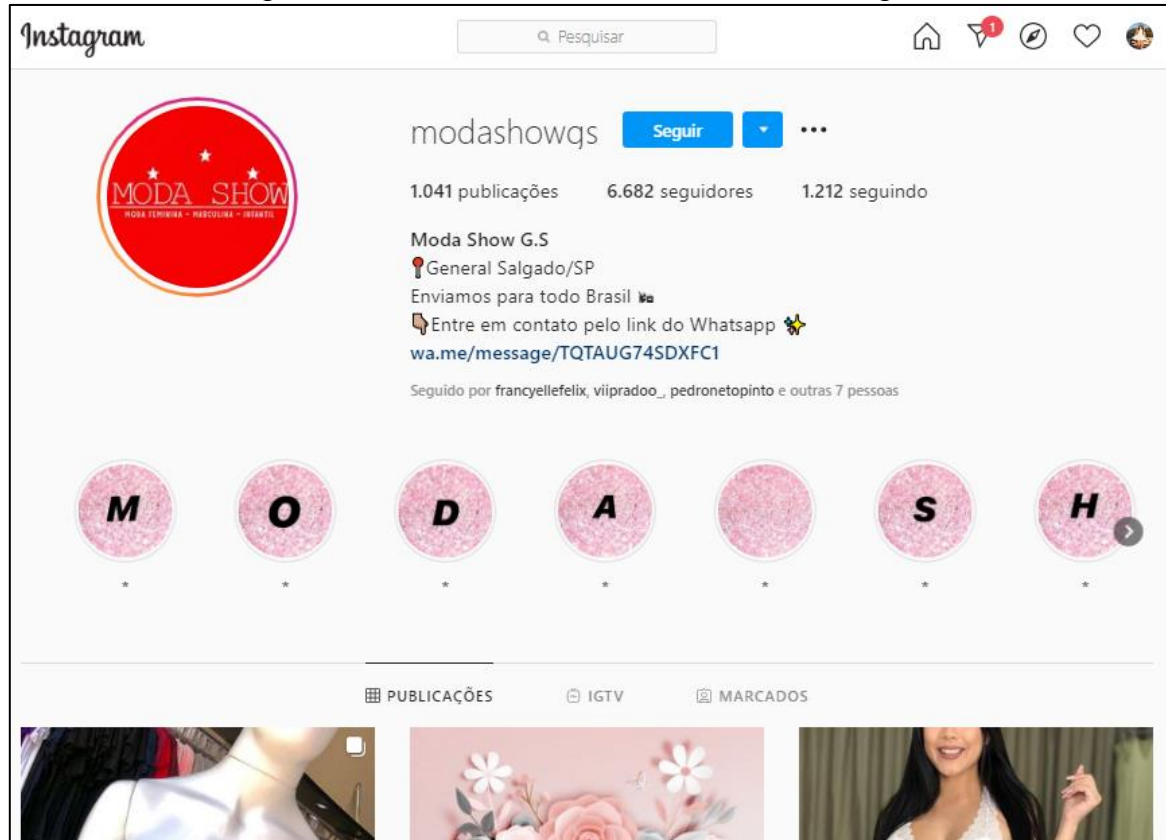 Instagram
Pesquisar
1
modashowgs Seguir
1.041 publicações 6.682 seguidores 1.212 seguindo
MODA SHOW
MODA FEMININA - MASCULINA - INFANTIL
Moda Show G.S
📍General Salgado/SP
Enviamos para todo Brasil
👇🏽Entre em contato pelo link do Whatsapp ✨
wa.me/message/TQTAUG74SDXFC1
Seguido por francyellefelix, viipradoo_, pedronetopinto e outras 7 pessoas
M O D A S H
* * * * * * *
PUBLICAÇÕES IGTV MARCADOS